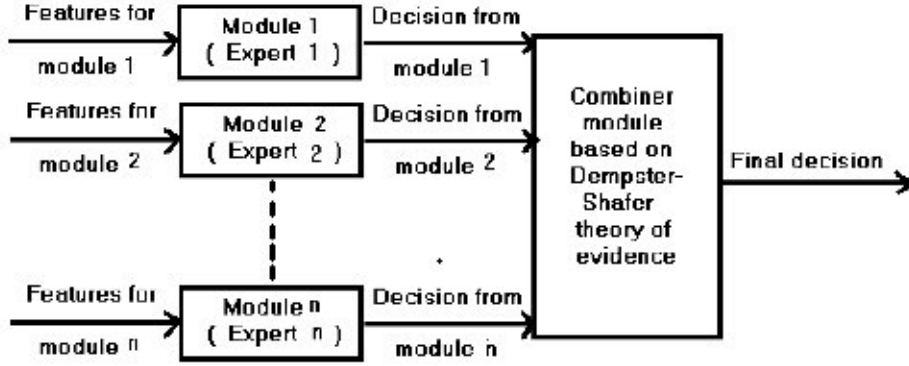 Features for
module 1
Module 1
( Expert 1 )
Decision from
module 1
Features for
module 2
Module 2
( Expert 2 )
Decision from
module 2
Features for
module n
Module n
( Expert n )
Decision from
module n
Combiner
module
based on
Dempster-
Shafer
theory of
evidence
Final decision